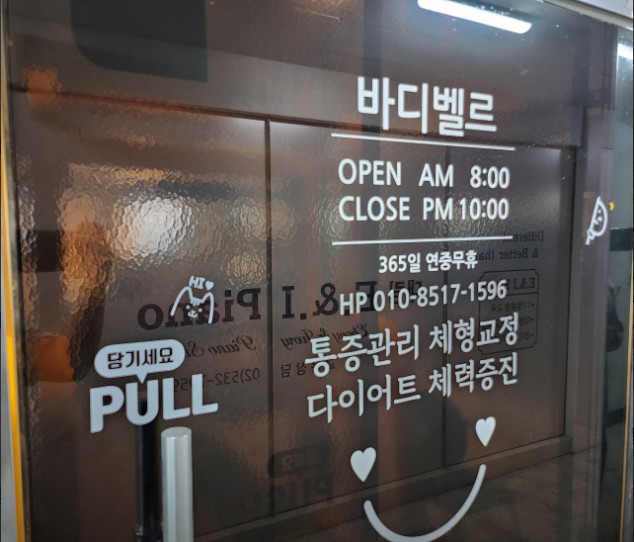 바디벨르
OPEN AM 8:00
CLOSE PM 10:00
365일 연중무휴
HP 010-8517-1596
통증관리 체형교정
다이어트 체력증진
HI
당기세요
PULL
E.&.I Piano